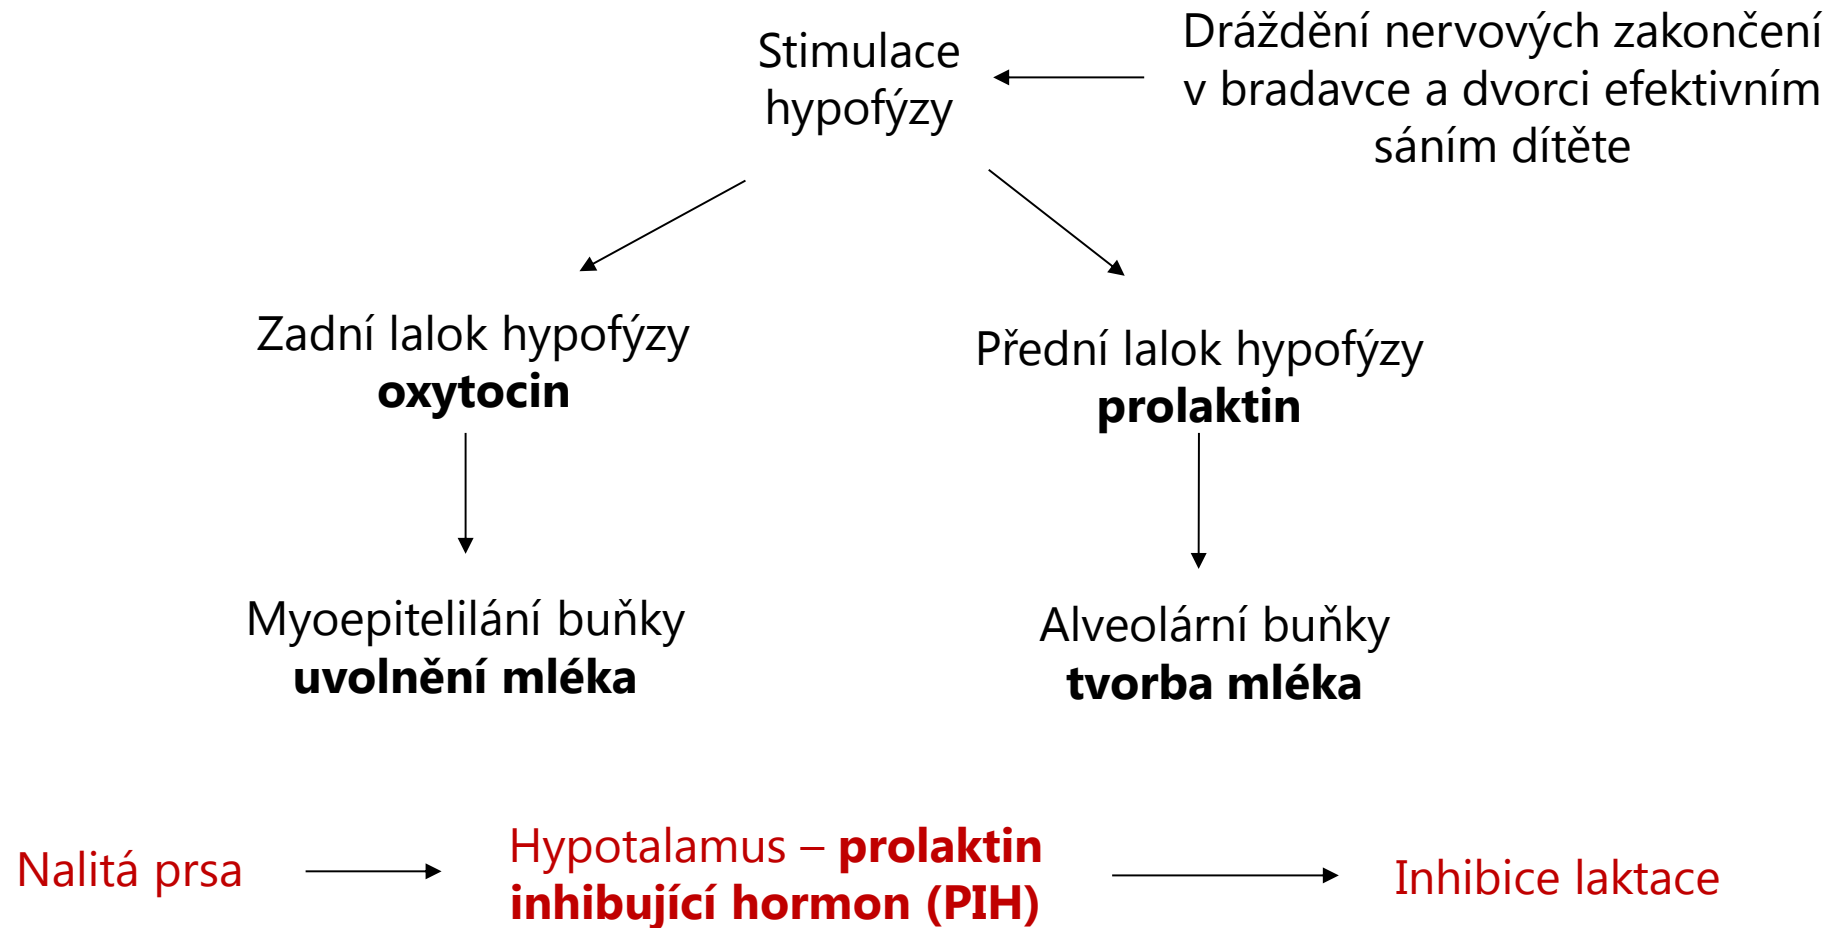 Stimulace
hypofýzy
Dráždění nervových zakončení
v bradavce a dvorci efektivním
sáním dítěte
Zadní lalok hypofýzy
oxytocin
Přední lalok hypofýzy
prolaktin
Myoepitelilání buňky
uvolnění mléka
Alveolární buňky
tvorba mléka
Nalitá prsa
Hypotalamus – prolaktin
inhibující hormon (PIH)
Inhibice laktace